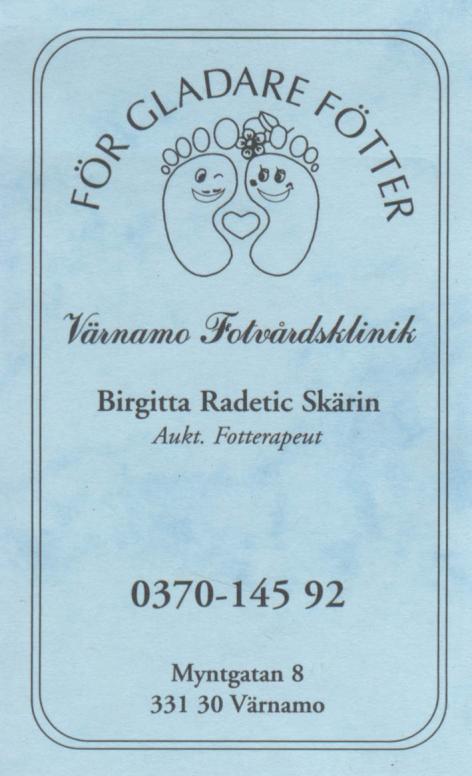 FÖR GLADARE FÖTTER
Värnamo Fotvårdsklinik
Birgitta Radetic Skärin
Aukt. Fotterapeut
0370-145 92
Myntgatan 8
331 30 Värnamo